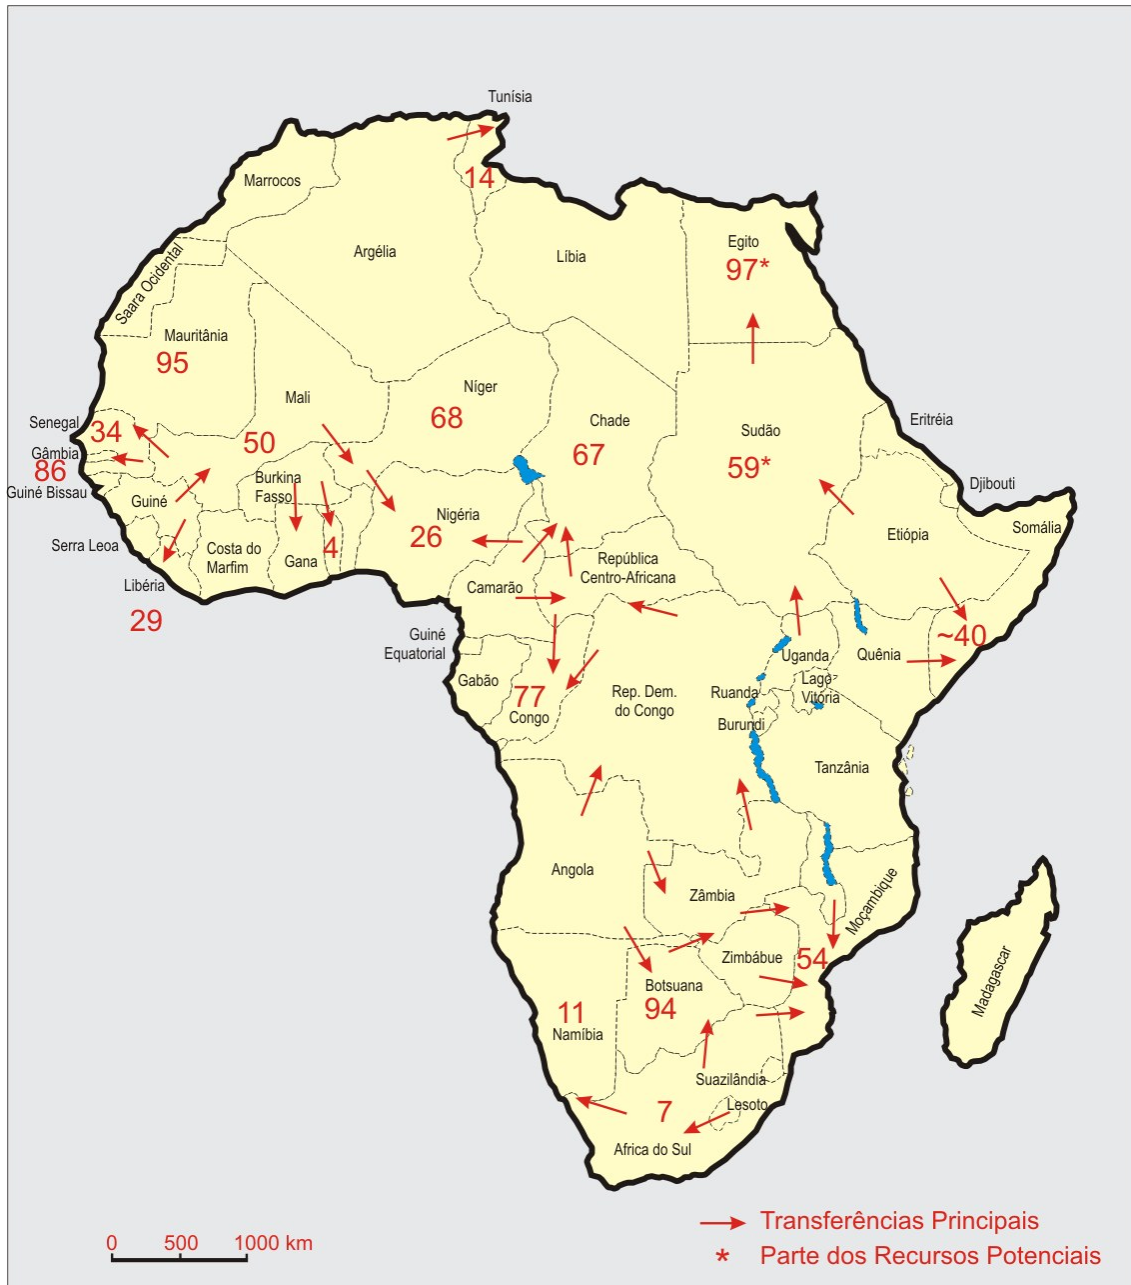 Tunísia
14
Marrocos
Argélia
Líbia
Egito
97*
Saara Ocidental
Mauritânia
95
Mali
50
Níger
68
Chade
67
Sudão
59*
Eritréia
Senegal
34
Gâmbia
86
Guiné Bissau
Guiné
Burkina
Fasso
Nigéria
26
Djibouti
Somália
Etiópia
Serra Leoa
Costa do
Marfim
Gana
4
Libéria
29
República
Centro-Africana
Camarão
~40
Guiné
Equatorial
Uganda
Quênia
Gabão
77
Congo
Rep. Dem.
do Congo
Ruanda
Lago
Vitória
Burundi
Tanzânia
Angola
Zâmbia
Moçambique
Zimbábue
54
Botsuana
94
11
Namíbia
Madagascar
Suazilândia
7
Lesoto
Africa do Sul
Transferências Principais
* Parte dos Recursos Potenciais
0 500 1000 km